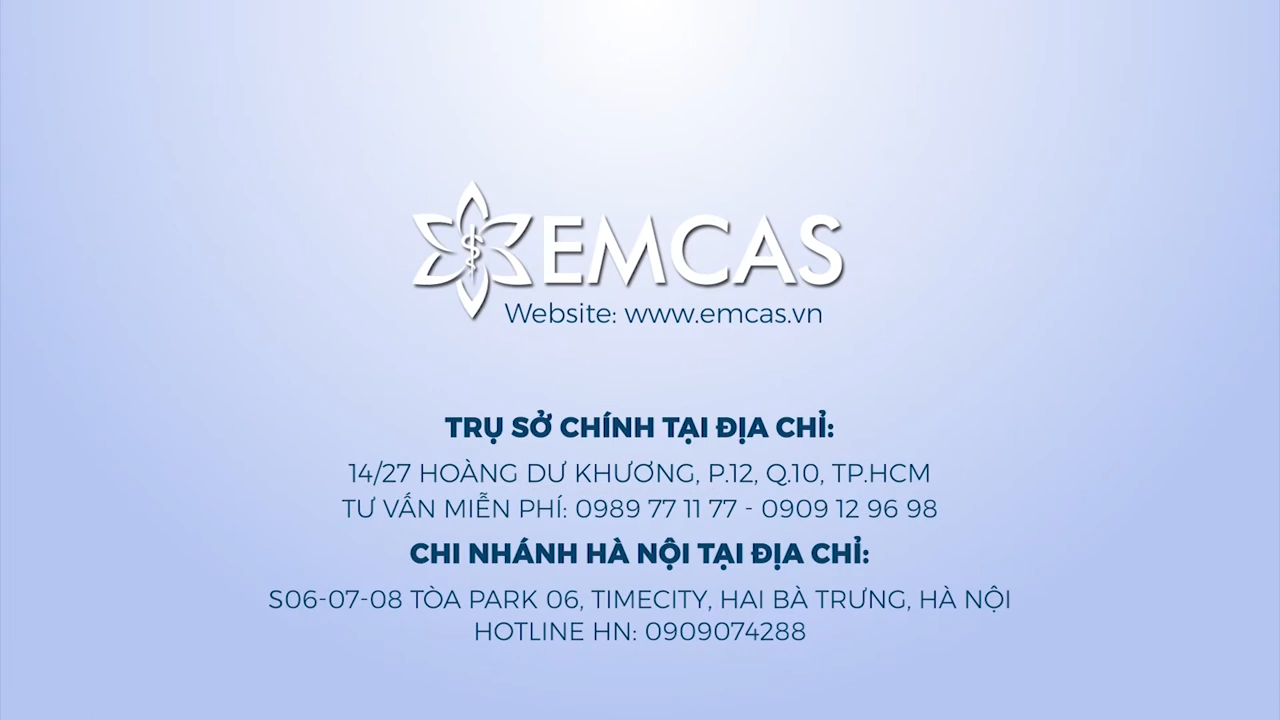 EMCAS
Website: www.emcas.vn
TRỤ SỞ CHÍNH TẠI ĐỊA CHỈ:
14/27 HOÀNG DƯ KHƯƠNG, P.12, Q.10, TP.HCM
TƯ VẤN MIỄN PHÍ: 0989 77 11 77 - 0909 12 96 98
CHI NHÁNH HÀ NỘI TẠI ĐỊA CHỈ:
S06-07-08 TÒA PARK 06, TIMECITY, HAI BÀ TRƯNG, HÀ NỘI
HOTLINE HN: 0909074288